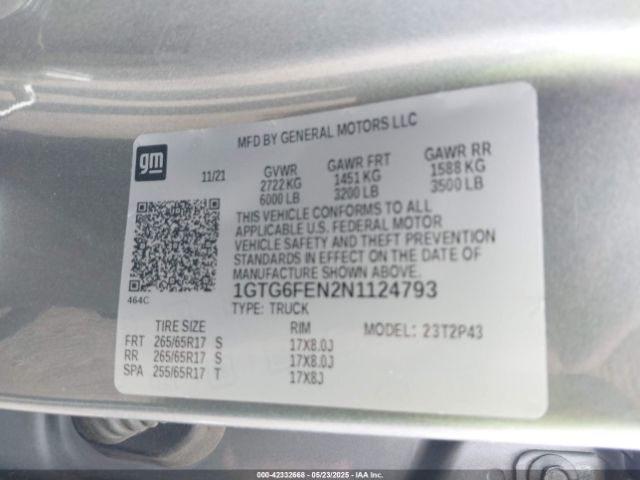 MFD BY GENERAL MOTORS LLC
gm
11/21
GVWR
2722 KG
6000 LB
GAWR FRT
1451 KG
3200 LB
GAWR RR
1588 KG
3500 LB
THIS VEHICLE CONFORMS TO ALL
APPLICABLE U.S. FEDERAL MOTOR
VEHICLE SAFETY AND THEFT PREVENTION
STANDARDS IN EFFECT ON THE DATE OF
MANUFACTURE SHOWN ABOVE.
464C
1GTG6FEN2N1124793
TYPE: TRUCK
MODEL: 23T2P43
TIRE SIZE RIM
FRT 265/65R17 S 17X8.0J
RR 265/65R17 S 17X8.0J
SPA 255/65R17 T 17X8J
000-42332668 - 05/23/2025 - IAAI.COM